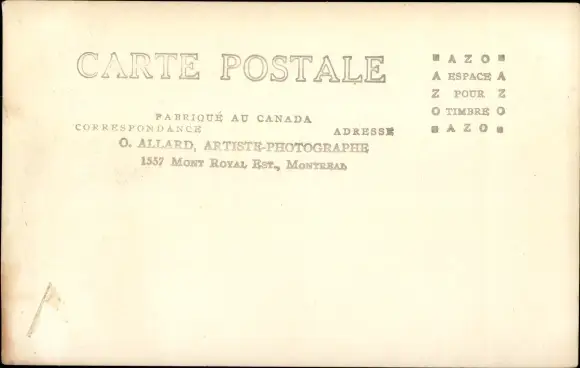 CARTE POSTALE
FABRIQUÉ AU CANADA
CORRESPONDANCE
ADRESSE
O. ALLARD, ARTISTE-PHOTOGRAPHE
1557 MONT ROYAL EST., MONTREAL
AZO
A ESPACE A
Z POUR Z
O TIMBRE O
AZO